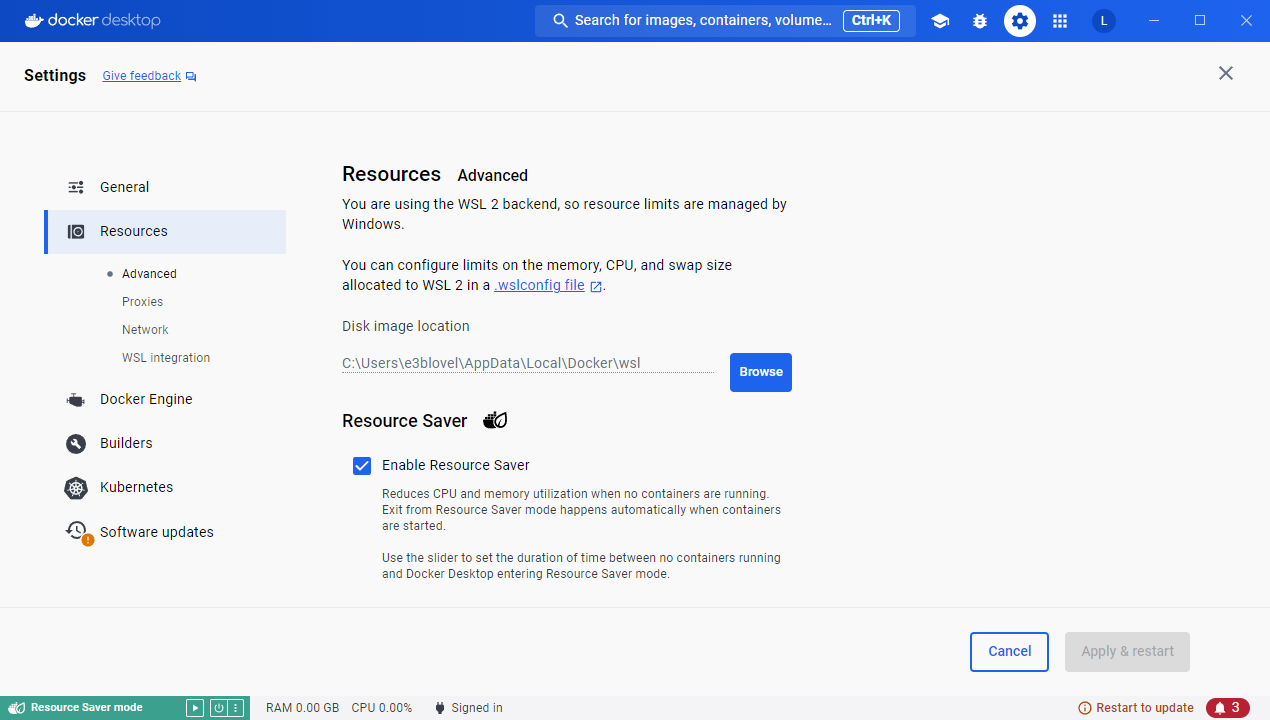 docker desktop
Search for images, containers, volume... Ctrl+K
L
Settings Give feedback
General
Resources
Advanced
Proxies
Network
WSL integration
Docker Engine
Builders
Kubernetes
Software updates
Resources Advanced
You are using the WSL 2 backend, so resource limits are managed by
Windows.
You can configure limits on the memory, CPU, and swap size
allocated to WSL 2 in a .wslconfig file.
Disk image location
C:\Users\e3blovel\AppData\Local\Docker\wsl
Browse
Resource Saver
Enable Resource Saver
Reduces CPU and memory utilization when no containers are running.
Exit from Resource Saver mode happens automatically when containers
are started.
Use the slider to set the duration of time between no containers running
and Docker Desktop entering Resource Saver mode.
Cancel Apply & restart
Resource Saver mode RAM 0.00 GB CPU 0.00% Signed in Restart to update 3